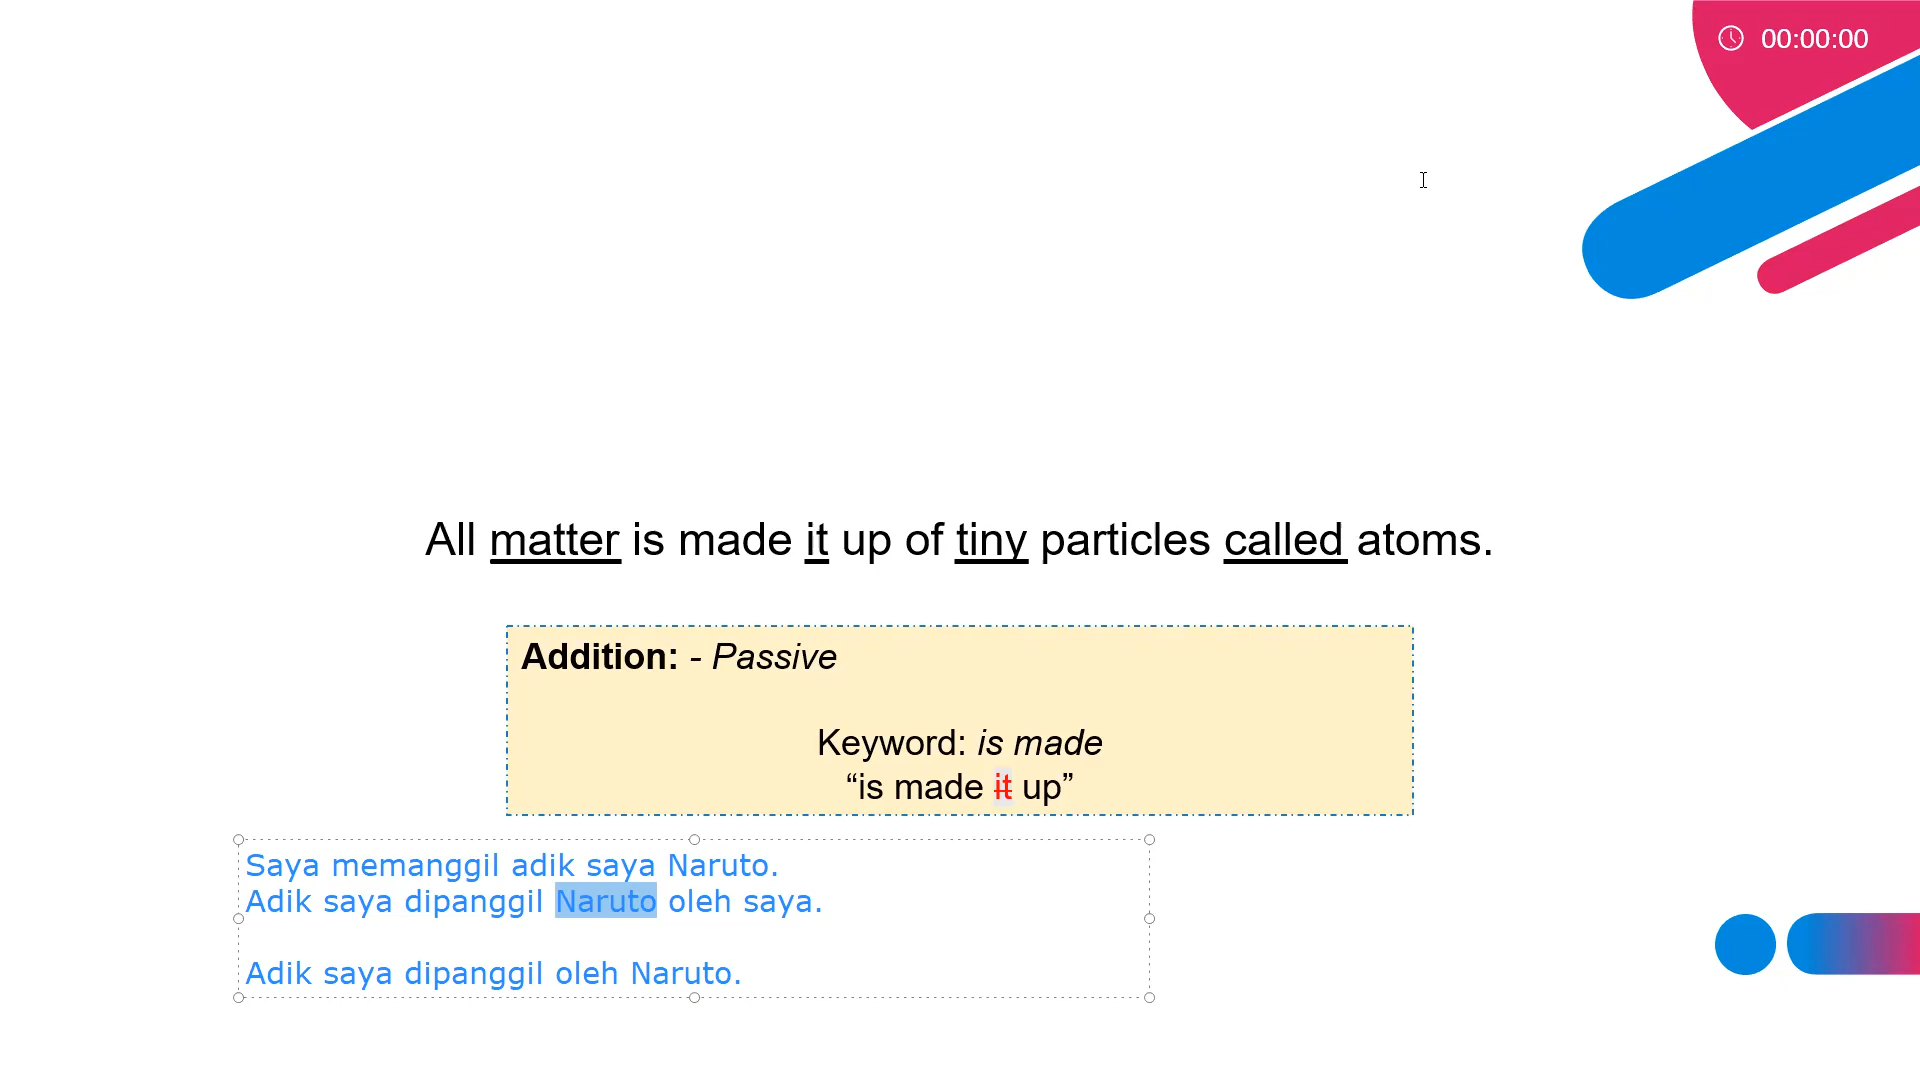 00:00:00
All matter is made it up of tiny particles called atoms.
Addition: - Passive
Keyword: is made
“is made it up”
Saya memanggil adik saya Naruto.
Adik saya dipanggil Naruto oleh saya.
Adik saya dipanggil oleh Naruto.